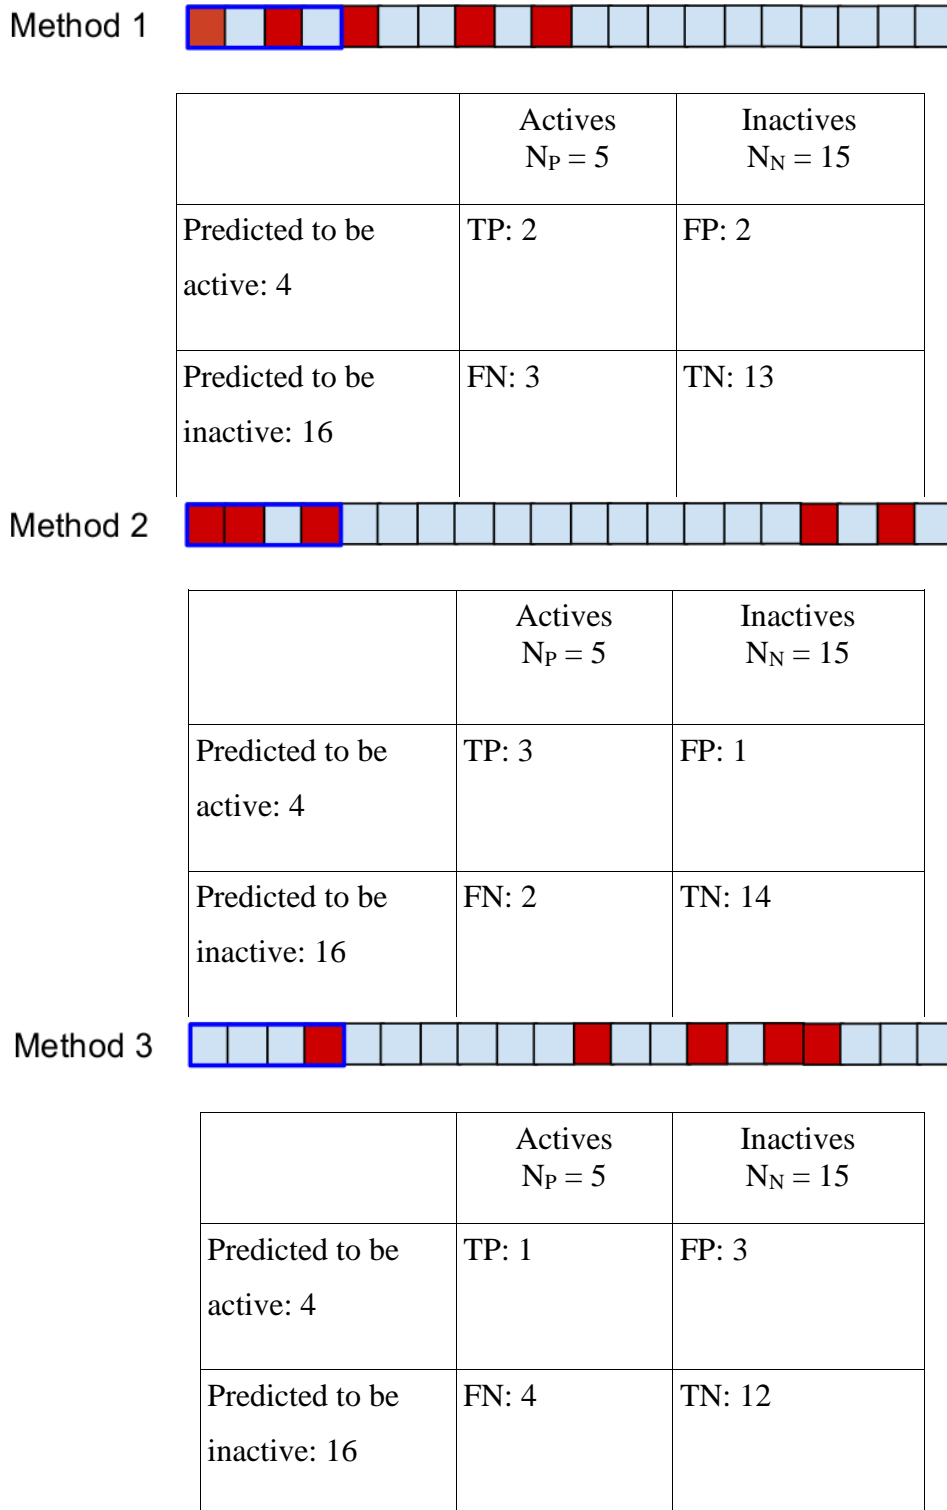 Method 1
Actives
Inactives
NP = 5
NN = 15
Predicted to be
active: 4
TP: 2
FP: 2
Predicted to be
inactive: 16
FN: 3
TN: 13
Method 2
Actives
Inactives
NP = 5
NN = 15
Predicted to be
active: 4
TP: 3
FP: 1
Predicted to be
inactive: 16
FN: 2
TN: 14
Method 3
Actives
Inactives
NP = 5
NN = 15
Predicted to be
active: 4
TP: 1
FP: 3
Predicted to be
inactive: 16
FN: 4
TN: 12